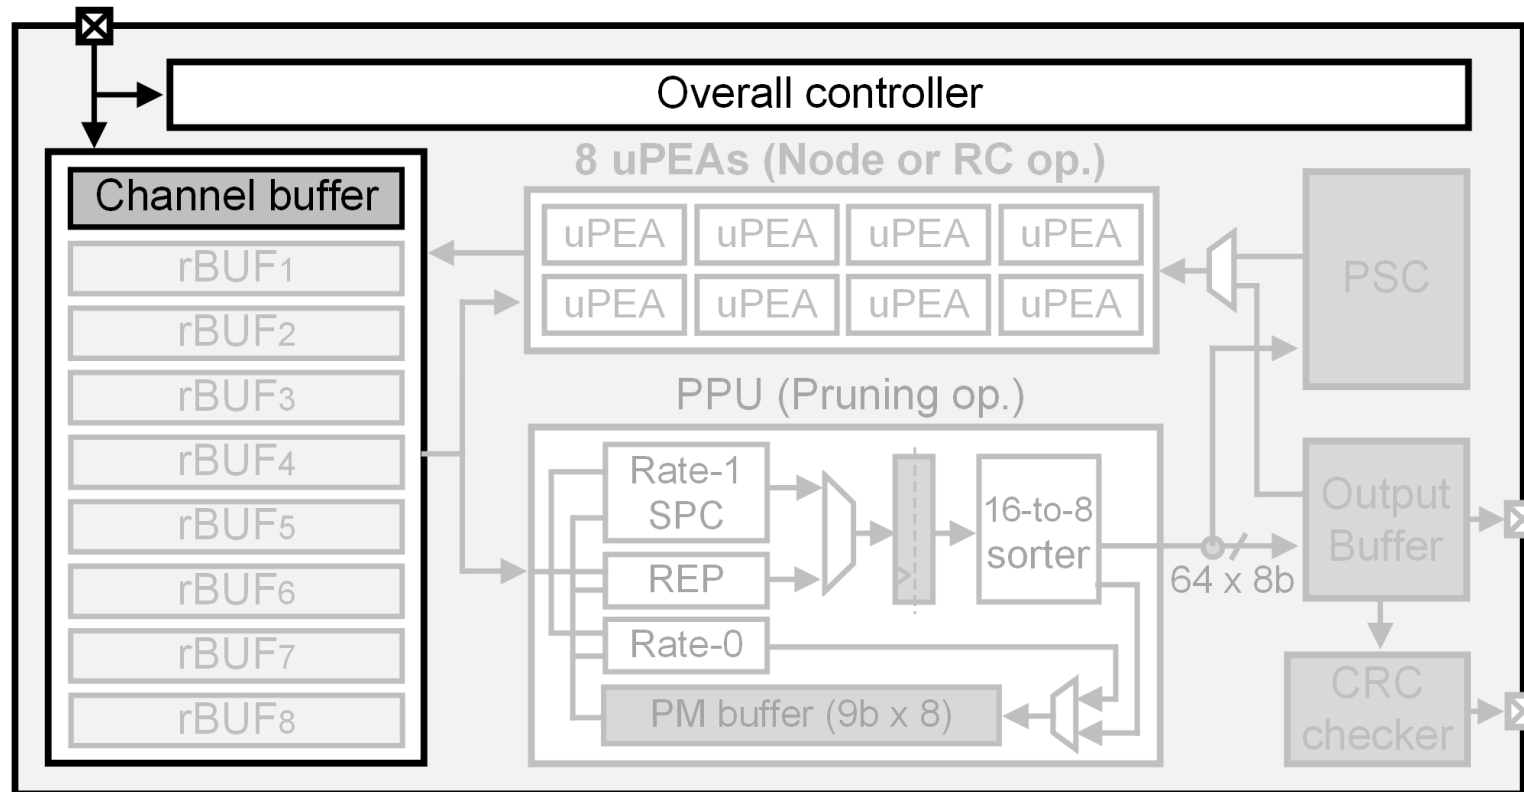 Overall controller
Channel buffer
rBUF1
rBUF2
rBUF3
rBUF4
rBUF5
rBUF6
rBUF7
rBUF8
8 uPEAs (Node or RC op.)
uPEA uPEA uPEA uPEA
uPEA uPEA uPEA uPEA
PSC
PPU (Pruning op.)
Rate-1
SPC
REP
Rate-0
PM buffer (9b x 8)
16-to-8
sorter
64 x 8b
Output
Buffer
CRC
checker